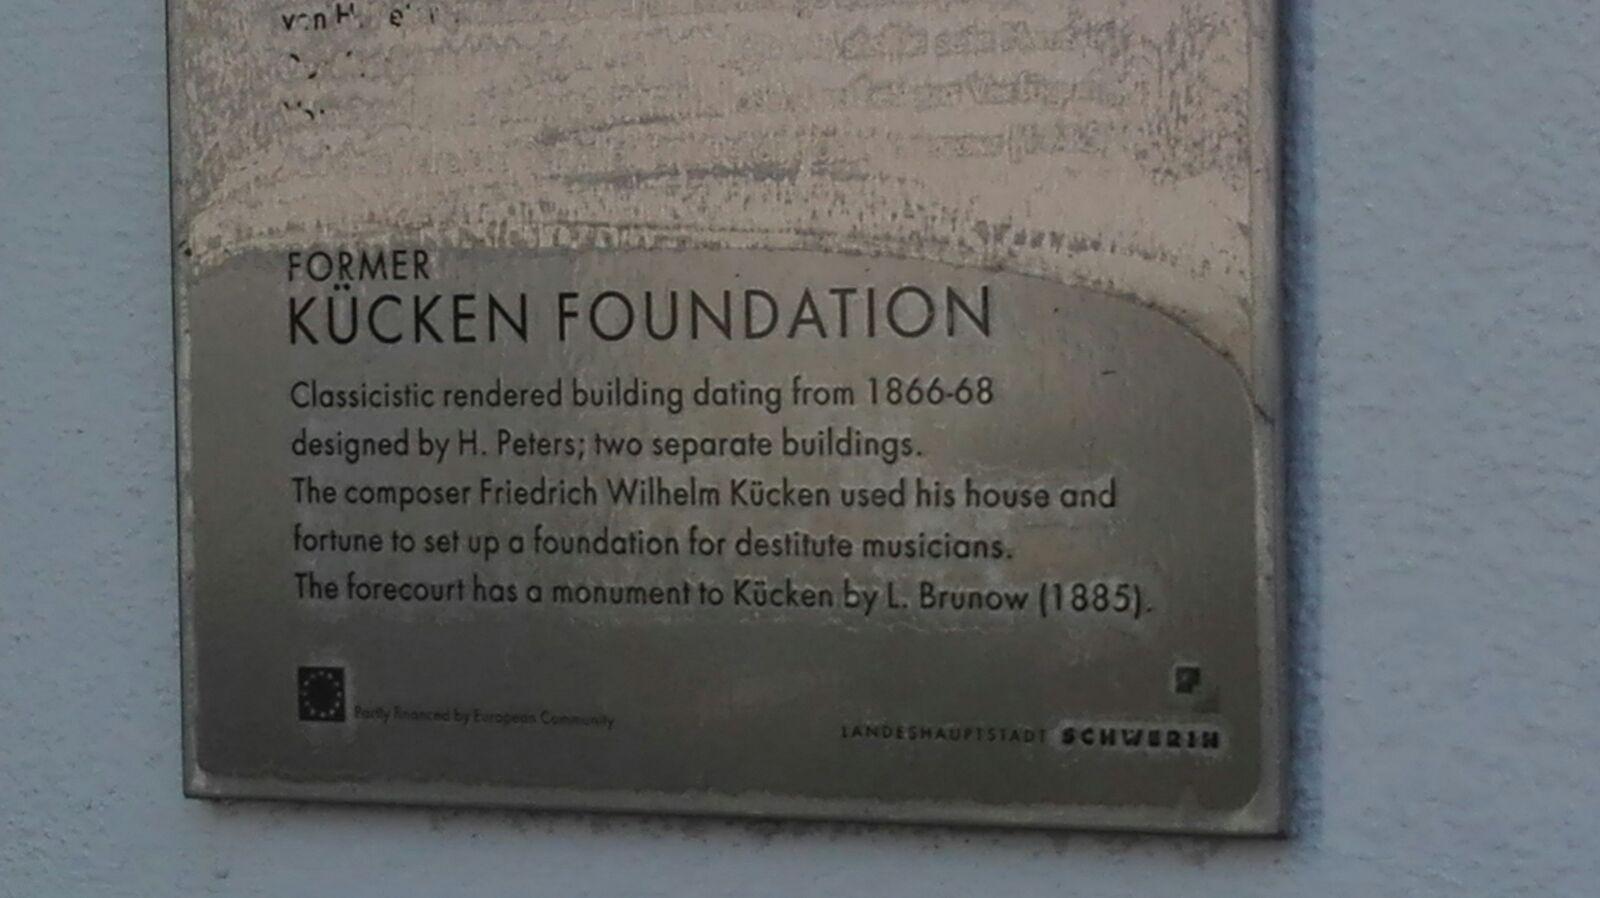 FORMER
KÜCKEN FOUNDATION
Classicistic rendered building dating from 1866-68
designed by H. Peters; two separate buildings.
The composer Friedrich Wilhelm Kücken used his house and
fortune to set up a foundation for destitute musicians.
The forecourt has a monument to Kücken by L. Brunow (1885).
Partly financed by European Community
LANDESHAUPTSTADT SCHWERIN